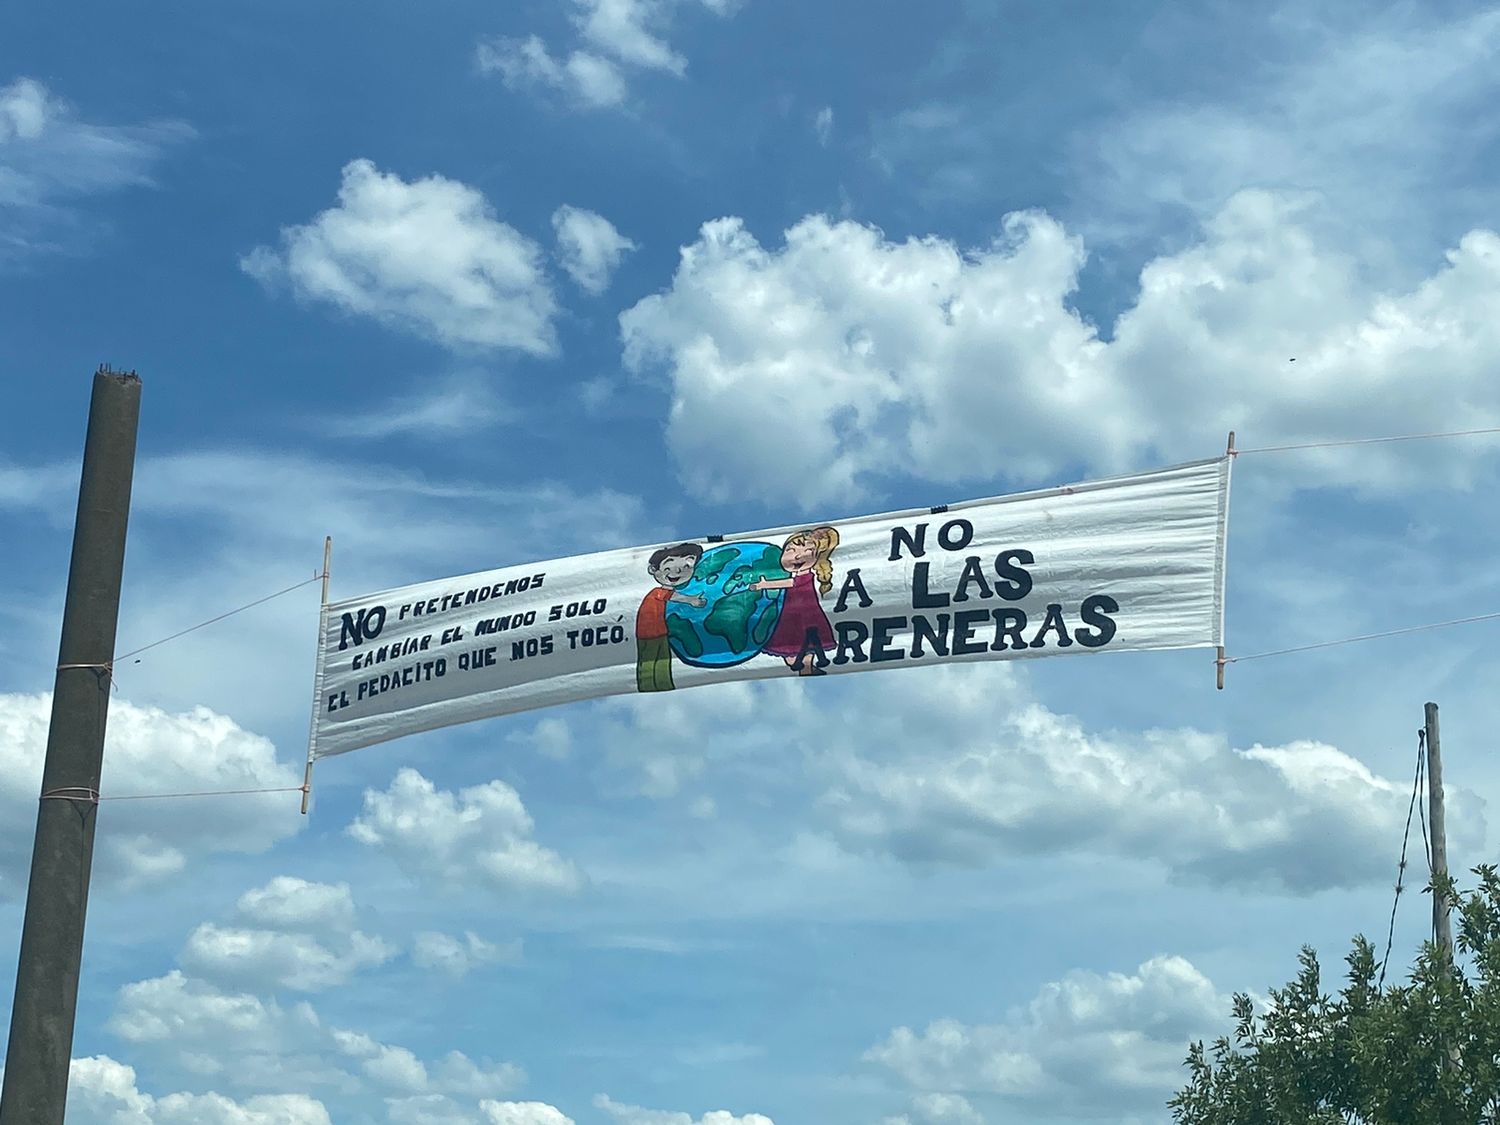 NO PRETENDEMOS
CAMBIAR EL MUNDO SOLO
EL PEDACITO QUE NOS TOCÓ.
NO
A LAS
ARENERAS